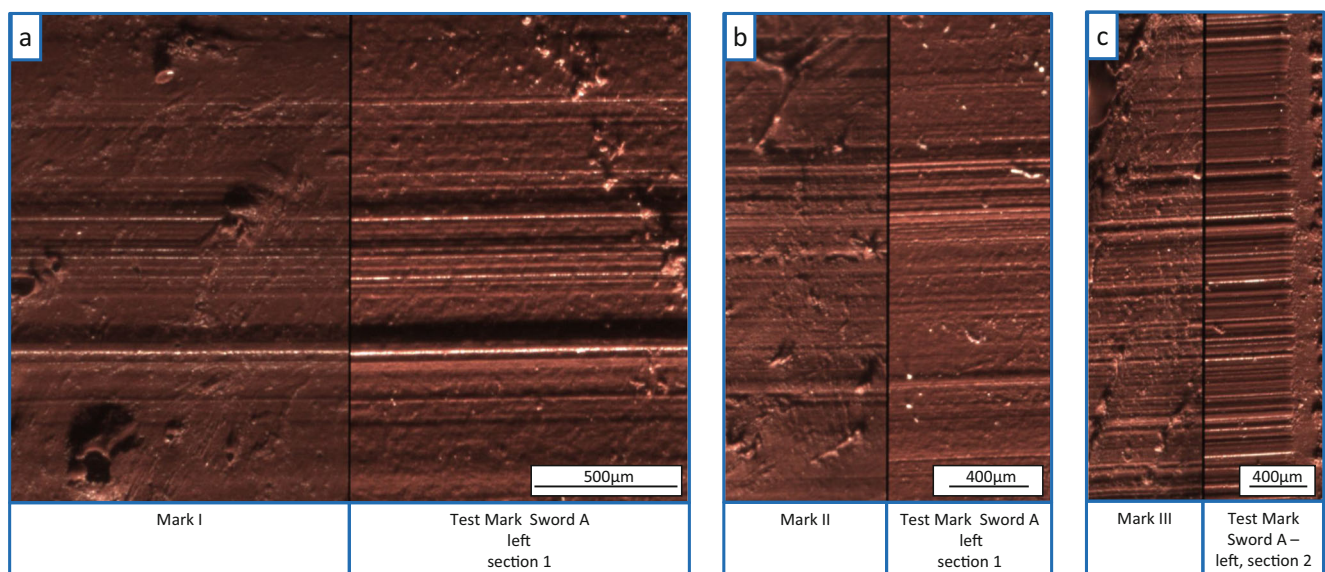 a
500µm
Mark I
Test Mark Sword A
left
section 1
b
400µm
Mark II
Test Mark Sword A
left
section 1
c
400µm
Mark III
Test Mark
Sword A –
left, section 2